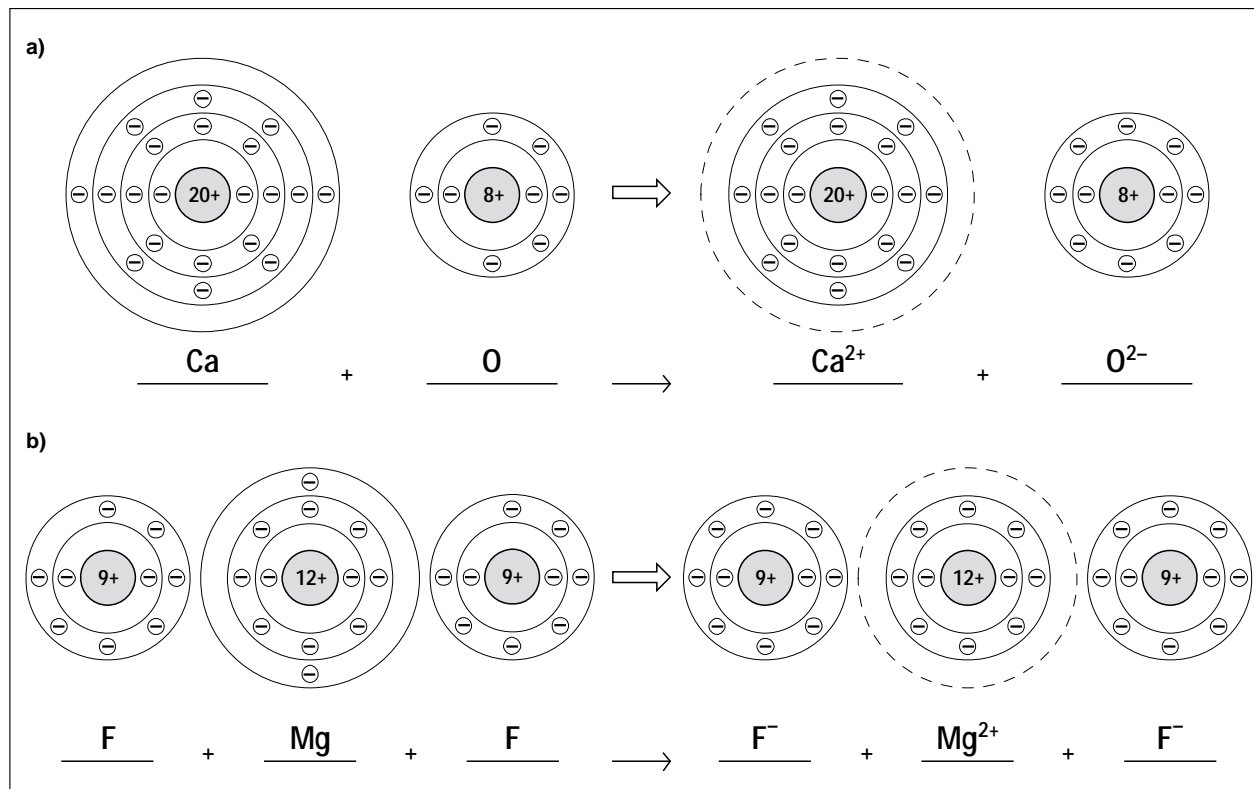 a)
20+ 8+ 20+ 8+
Ca + O → Ca²⁺ + O²⁻
b)
9+ 12+ 9+ 9+ 12+ 9+
F + Mg + F → F⁻ + Mg²⁺ + F⁻